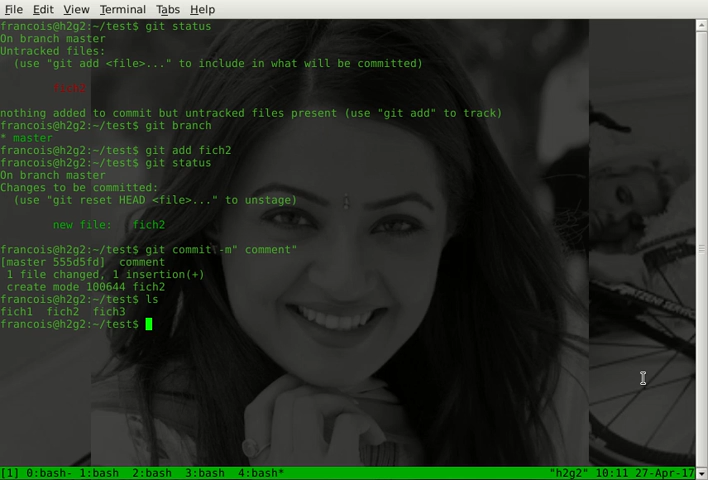 File Edit View Terminal Tabs Help
francois@h2g2:~/test$ git status
On branch master
Untracked files:
(use "git add <file>..." to include in what will be committed)
fich2
nothing added to commit but untracked files present (use "git add" to track)
francois@h2g2:~/test$ git branch
* master
francois@h2g2:~/test$ git add fich2
francois@h2g2:~/test$ git status
On branch master
Changes to be committed:
(use "git reset HEAD <file>..." to unstage)
new file: fich2
francois@h2g2:~/test$ git commit -m" comment"
[master 555d5fd] comment
1 file changed, 1 insertion(+)
create mode 100644 fich2
francois@h2g2:~/test$ ls
fich1 fich2 fich3
francois@h2g2:~/test$
[1] 0:bash- 1:bash 2:bash 3:bash 4:bash* "h2g2" 10:11 27-Apr-17